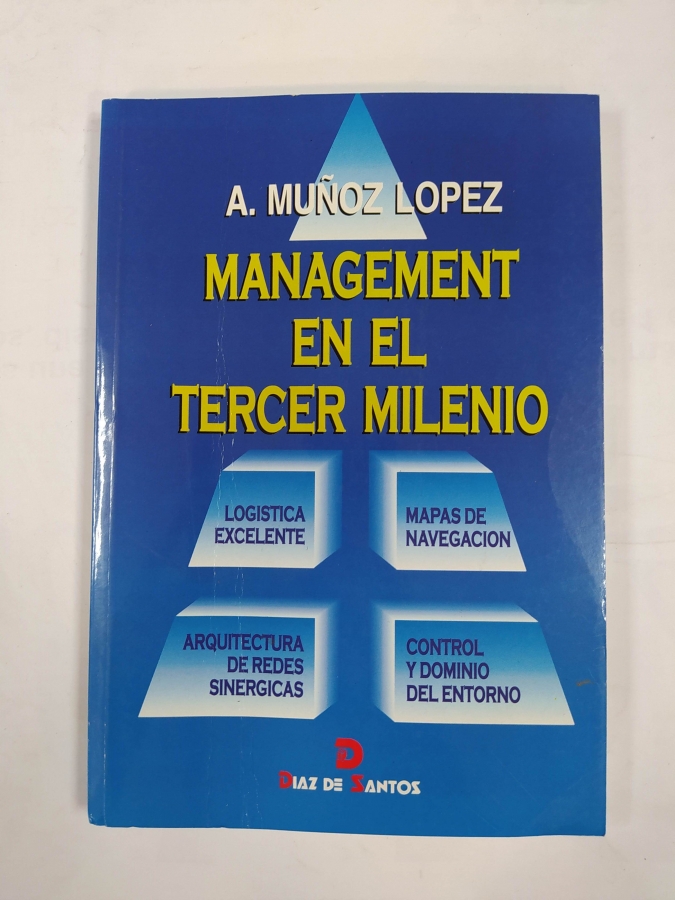 A. MUÑOZ LOPEZ
MANAGEMENT
EN EL
TERCER MILENIO
LOGISTICA
EXCELENTE
MAPAS DE
NAVEGACION
ARQUITECTURA
DE REDES
SINERGICAS
CONTROL
Y DOMINIO
DEL ENTORNO
DIAZ DE SANTOS